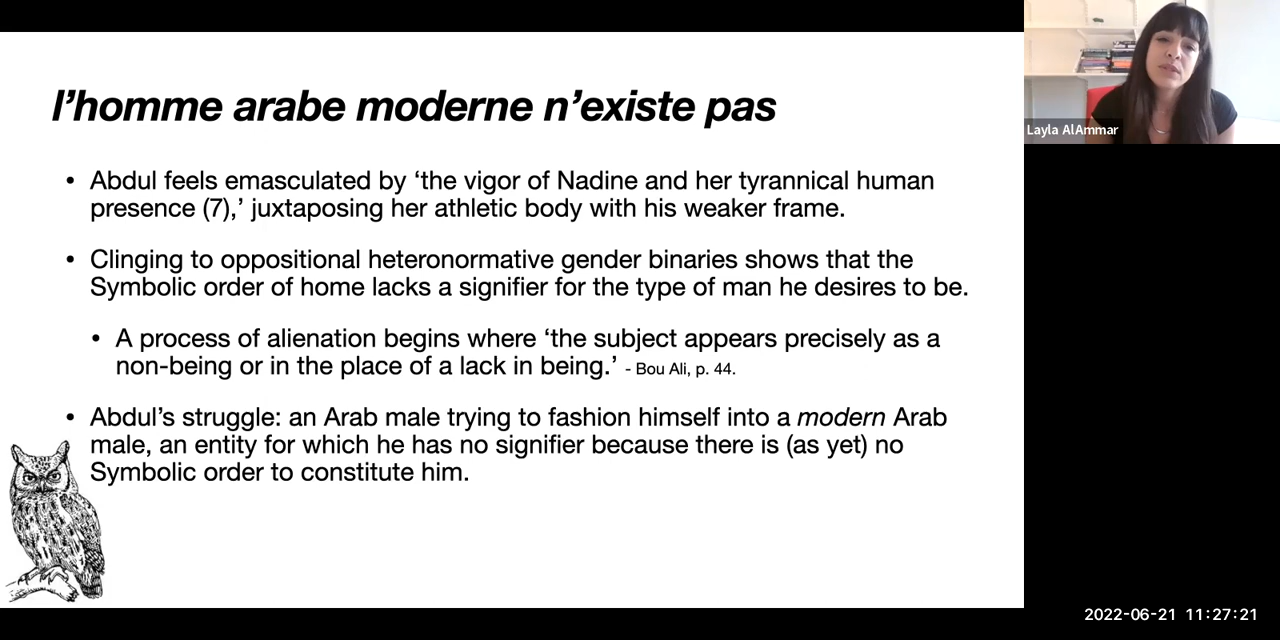 l’homme arabe moderne n’existe pas
• Abdul feels emasculated by ‘the vigor of Nadine and her tyrannical human
presence (7),’ juxtaposing her athletic body with his weaker frame.
• Clinging to oppositional heteronormative gender binaries shows that the
Symbolic order of home lacks a signifier for the type of man he desires to be.
• A process of alienation begins where ‘the subject appears precisely as a
non-being or in the place of a lack in being.’ - Bou Ali, p. 44.
• Abdul’s struggle: an Arab male trying to fashion himself into a modern Arab
male, an entity for which he has no signifier because there is (as yet) no
Symbolic order to constitute him.
Layla AlAmmar
2022-06-21 11:27:21